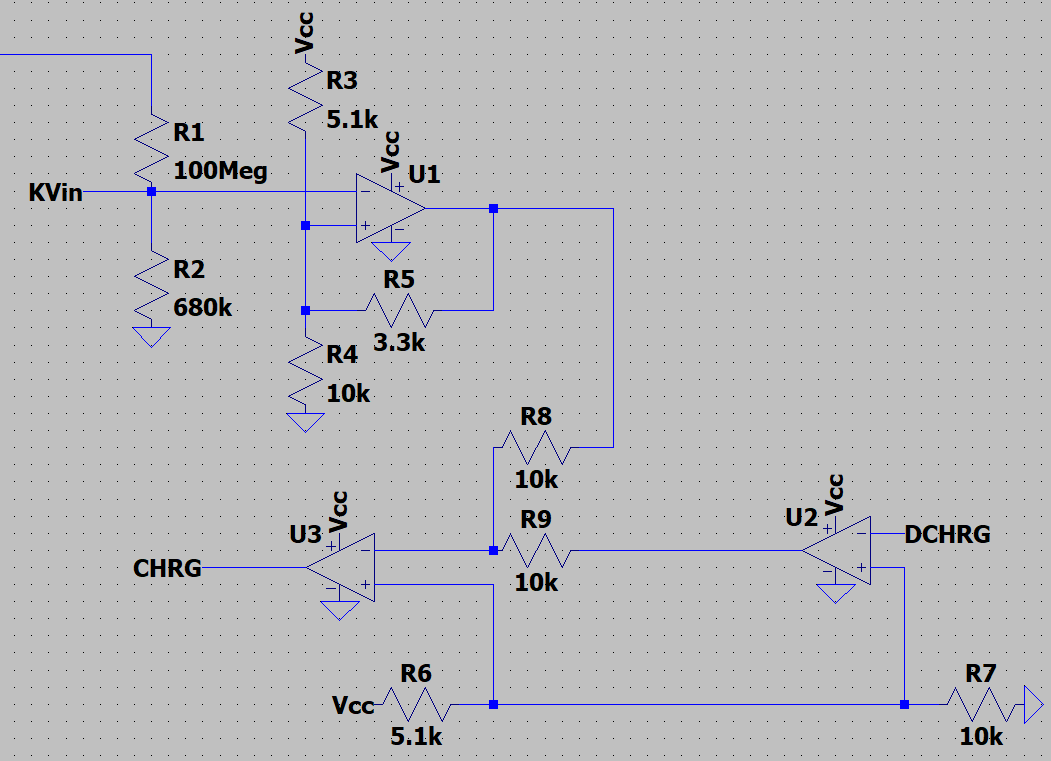 Vcc
R3
5.1k
R1
100Meg
Vcc
U1
KVin
−
+
+
−
R2
680k
R5
3.3k
R4
10k
R8
10k
Vcc
U3
R9
10k
Vcc
U2
DCHRG
+
−
−
+
CHRG
+
−
+
−
R6
Vcc
5.1k
R7
10k